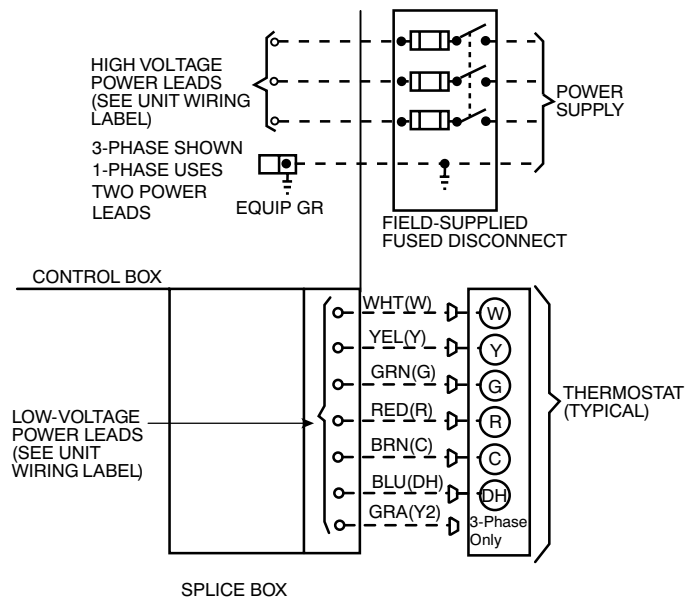 HIGH VOLTAGE
POWER LEADS
(SEE UNIT WIRING
LABEL)
3-PHASE SHOWN
1-PHASE USES
TWO POWER
LEADS
EQUIP GR
POWER
SUPPLY
FIELD-SUPPLIED
FUSED DISCONNECT
CONTROL BOX
LOW-VOLTAGE
POWER LEADS
(SEE UNIT
WIRING LABEL)
WHT(W)
W
YEL(Y)
Y
GRN(G)
G
RED(R)
R
BRN(C)
C
BLU(DH)
DH
GRA(Y2)
3-Phase
Only
THERMOSTAT
(TYPICAL)
SPLICE BOX